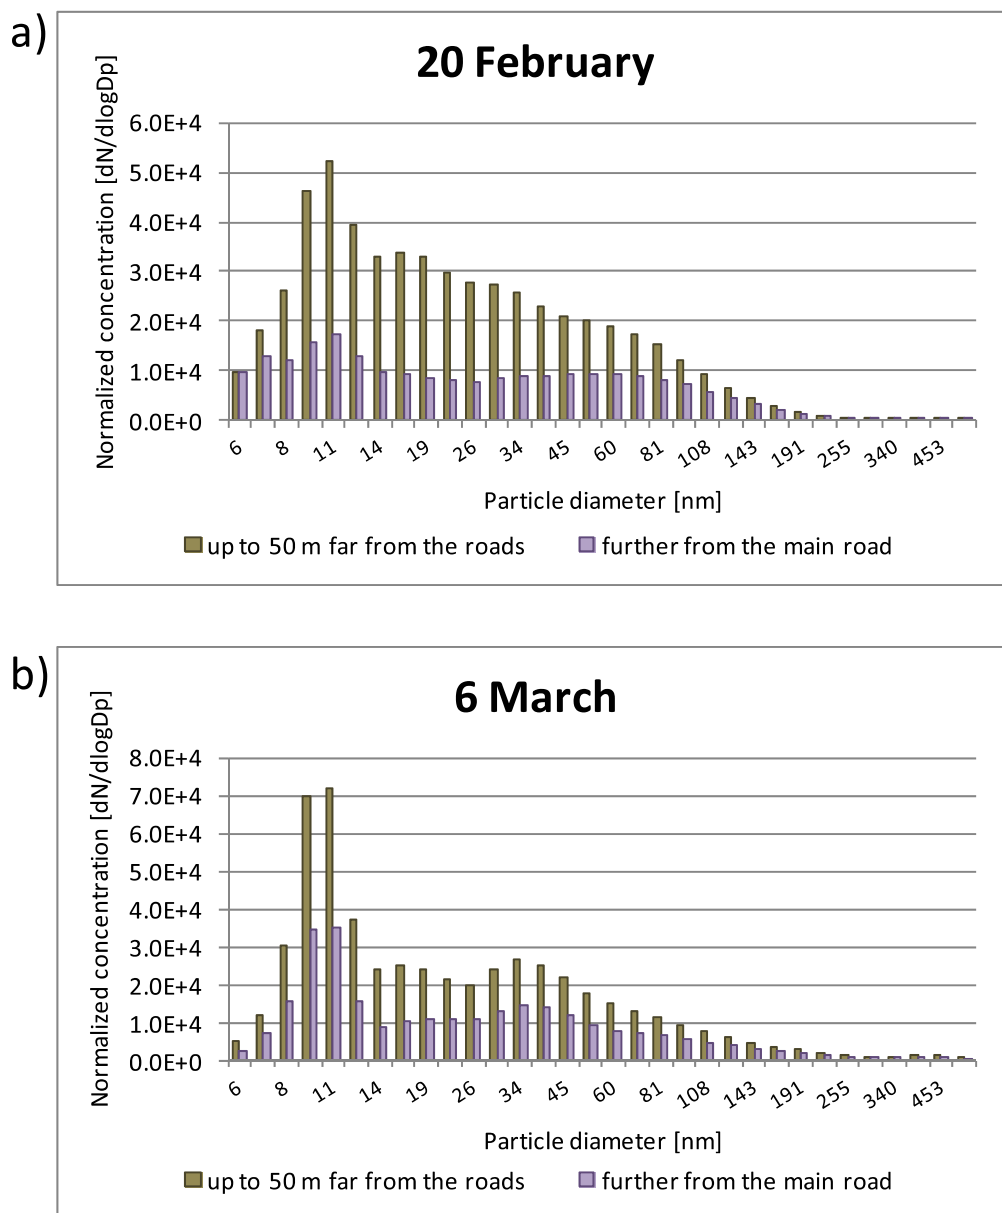 a)
20 February
Normalized concentration [dN/dlogDp]
6.0E+4
5.0E+4
4.0E+4
3.0E+4
2.0E+4
1.0E+4
0.0E+0
6 8 11 14 19 26 34 45 60 81 108 143 191 255 340 453
Particle diameter [nm]
up to 50 m far from the roads further from the main road
b)
6 March
Normalized concentration [dN/dlogDp]
8.0E+4
7.0E+4
6.0E+4
5.0E+4
4.0E+4
3.0E+4
2.0E+4
1.0E+4
0.0E+0
6 8 11 14 19 26 34 45 60 81 108 143 191 255 340 453
Particle diameter [nm]
up to 50 m far from the roads further from the main road